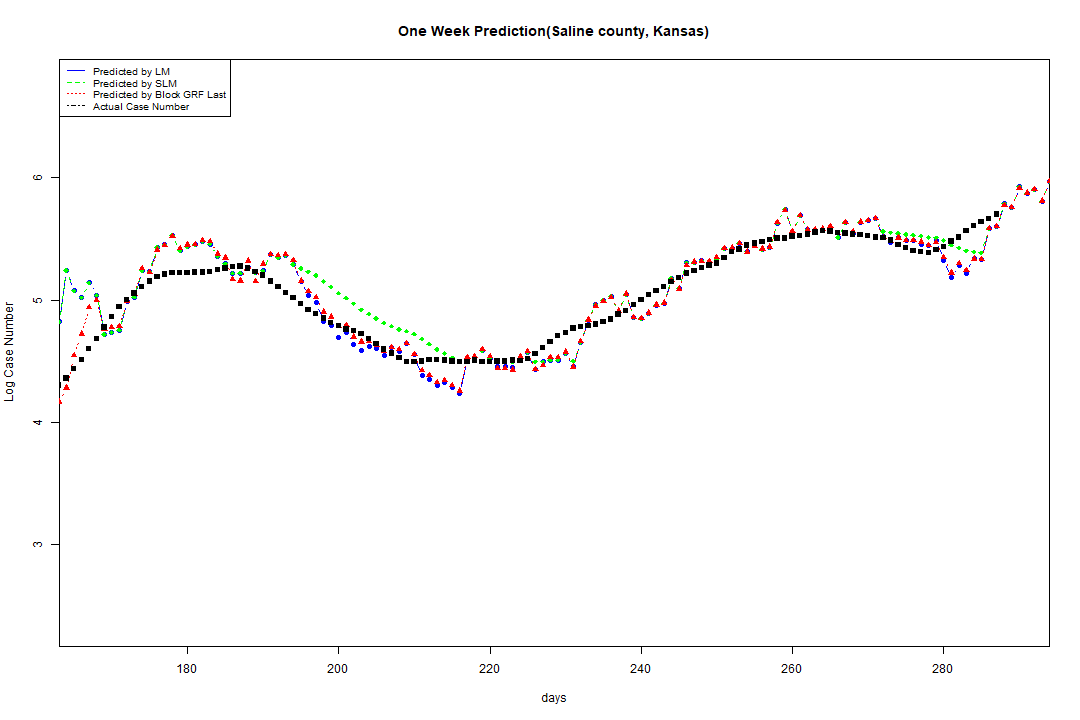 One Week Prediction(Saline county, Kansas)
Predicted by LM
Predicted by SLM
Predicted by Block GRF Last
Actual Case Number
6
5
4
3
Log Case Number
180 200 220 240 260 280
days